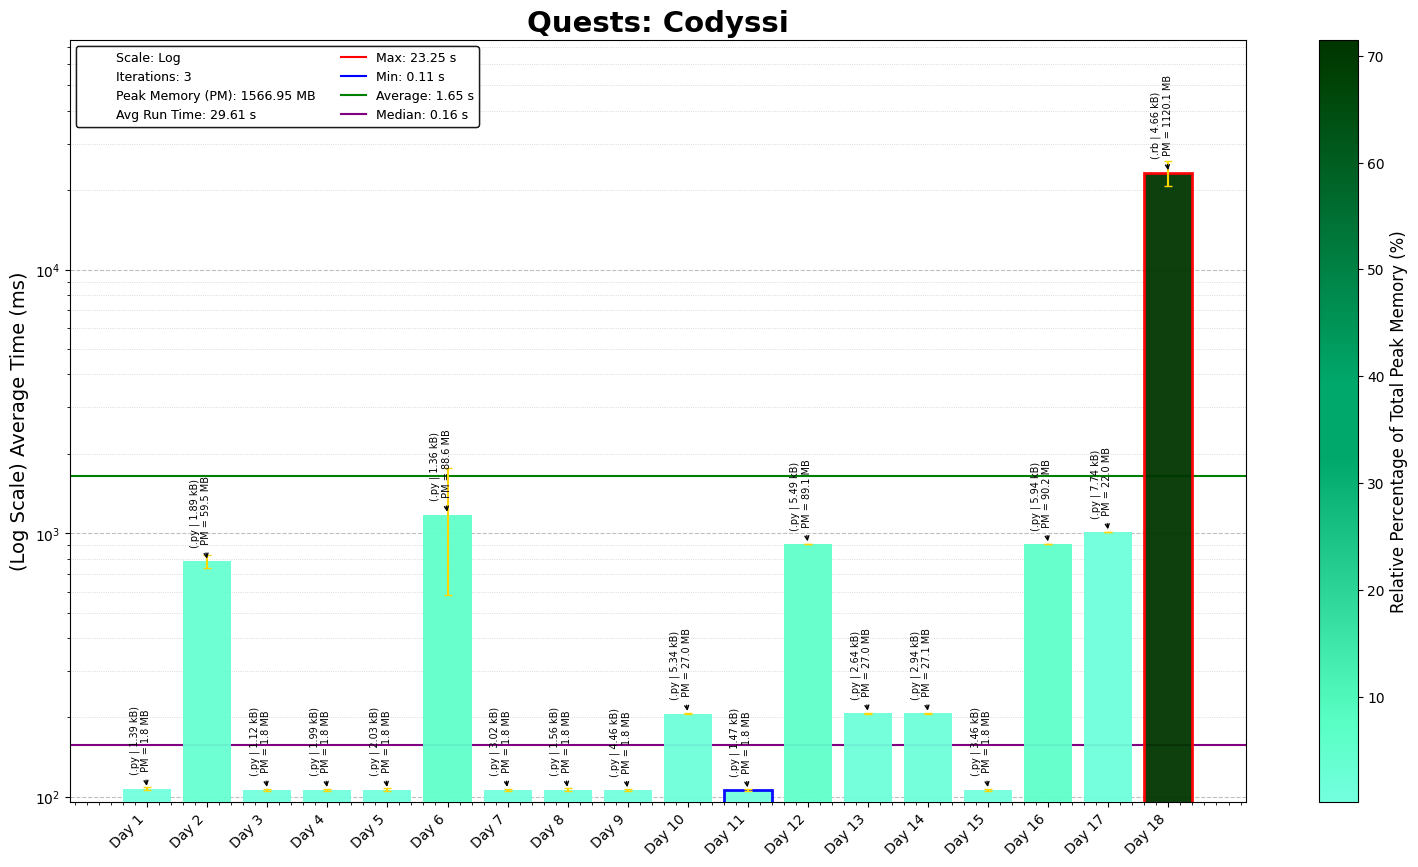 Quests: Codyssi
Scale: Log
Iterations: 3
Peak Memory (PM): 1566.95 MB
Avg Run Time: 29.61 s
Max: 23.25 s
Min: 0.11 s
Average: 1.65 s
Median: 0.16 s
(Log Scale) Average Time (ms)
10^4
10^3
10^2
(.py | 1.39 kB)
PM = 1.8 MB
(.py | 1.89 kB)
PM = 59.5 MB
(.py | 1.12 kB)
PM = 1.8 MB
(.py | 1.99 kB)
PM = 1.8 MB
(.py | 2.03 kB)
PM = 1.8 MB
(.py | 1.36 kB)
PM = 88.6 MB
(.py | 3.02 kB)
PM = 1.8 MB
(.py | 1.56 kB)
PM = 1.8 MB
(.py | 4.46 kB)
PM = 1.8 MB
(.py | 5.34 kB)
PM = 27.0 MB
(.py | 1.47 kB)
PM = 1.8 MB
(.py | 5.49 kB)
PM = 89.1 MB
(.py | 2.64 kB)
PM = 27.0 MB
(.py | 2.94 kB)
PM = 27.1 MB
(.py | 3.46 kB)
PM = 1.8 MB
(.py | 5.94 kB)
PM = 90.2 MB
(.py | 7.74 kB)
PM = 22.0 MB
(.rb | 4.66 kB)
PM = 1120.1 MB
Day 1
Day 2
Day 3
Day 4
Day 5
Day 6
Day 7
Day 8
Day 9
Day 10
Day 11
Day 12
Day 13
Day 14
Day 15
Day 16
Day 17
Day 18
70
60
50
40
30
20
10
Relative Percentage of Total Peak Memory (%)